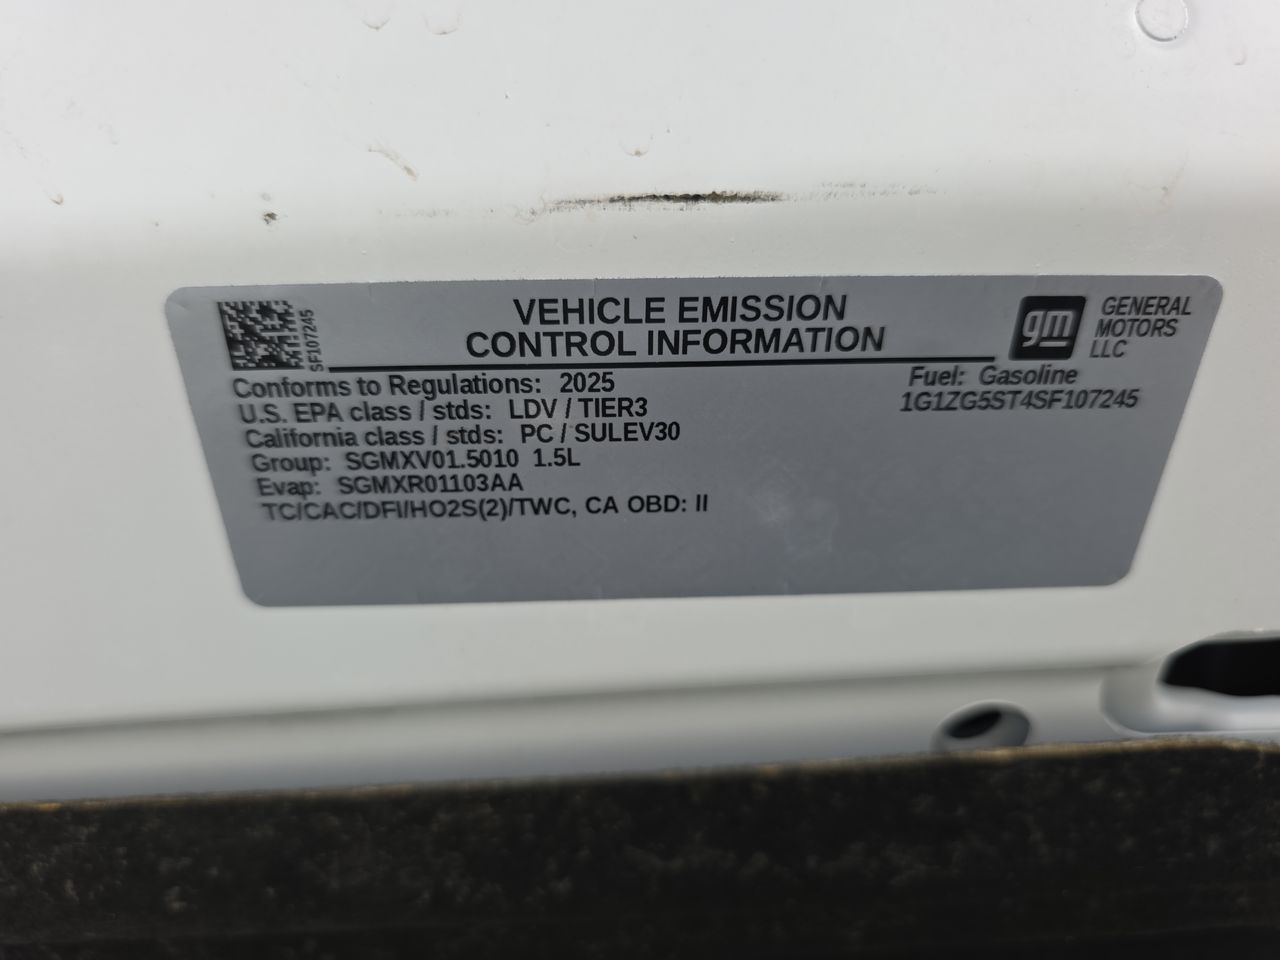 SF107245
VEHICLE EMISSION
CONTROL INFORMATION
gm
GENERAL
MOTORS
LLC
Conforms to Regulations: 2025
U.S. EPA class / stds: LDV / TIER3
California class / stds: PC / SULEV30
Group: SGMXV01.5010 1.5L
Evap: SGMXR01103AA
TC/CAC/DFI/HO2S(2)/TWC, CA OBD: II
Fuel: Gasoline
1G1ZG5ST4SF107245